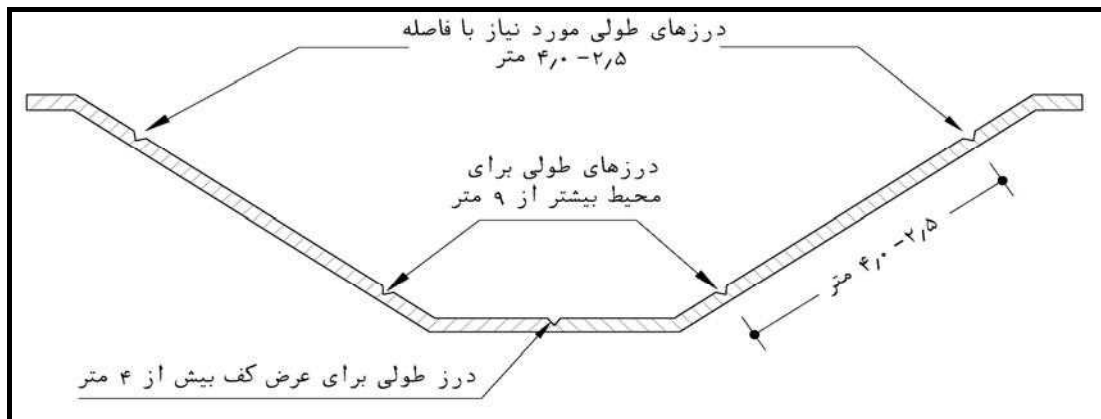 درزهای طولی مورد نیاز با فاصله
۲٫۵-۴٫۰ متر
درزهای طولی برای
محیط بیشتر از ۹ متر
۲٫۵-۴٫۰ متر
درز طولی برای عرض کف بیش از ۴ متر